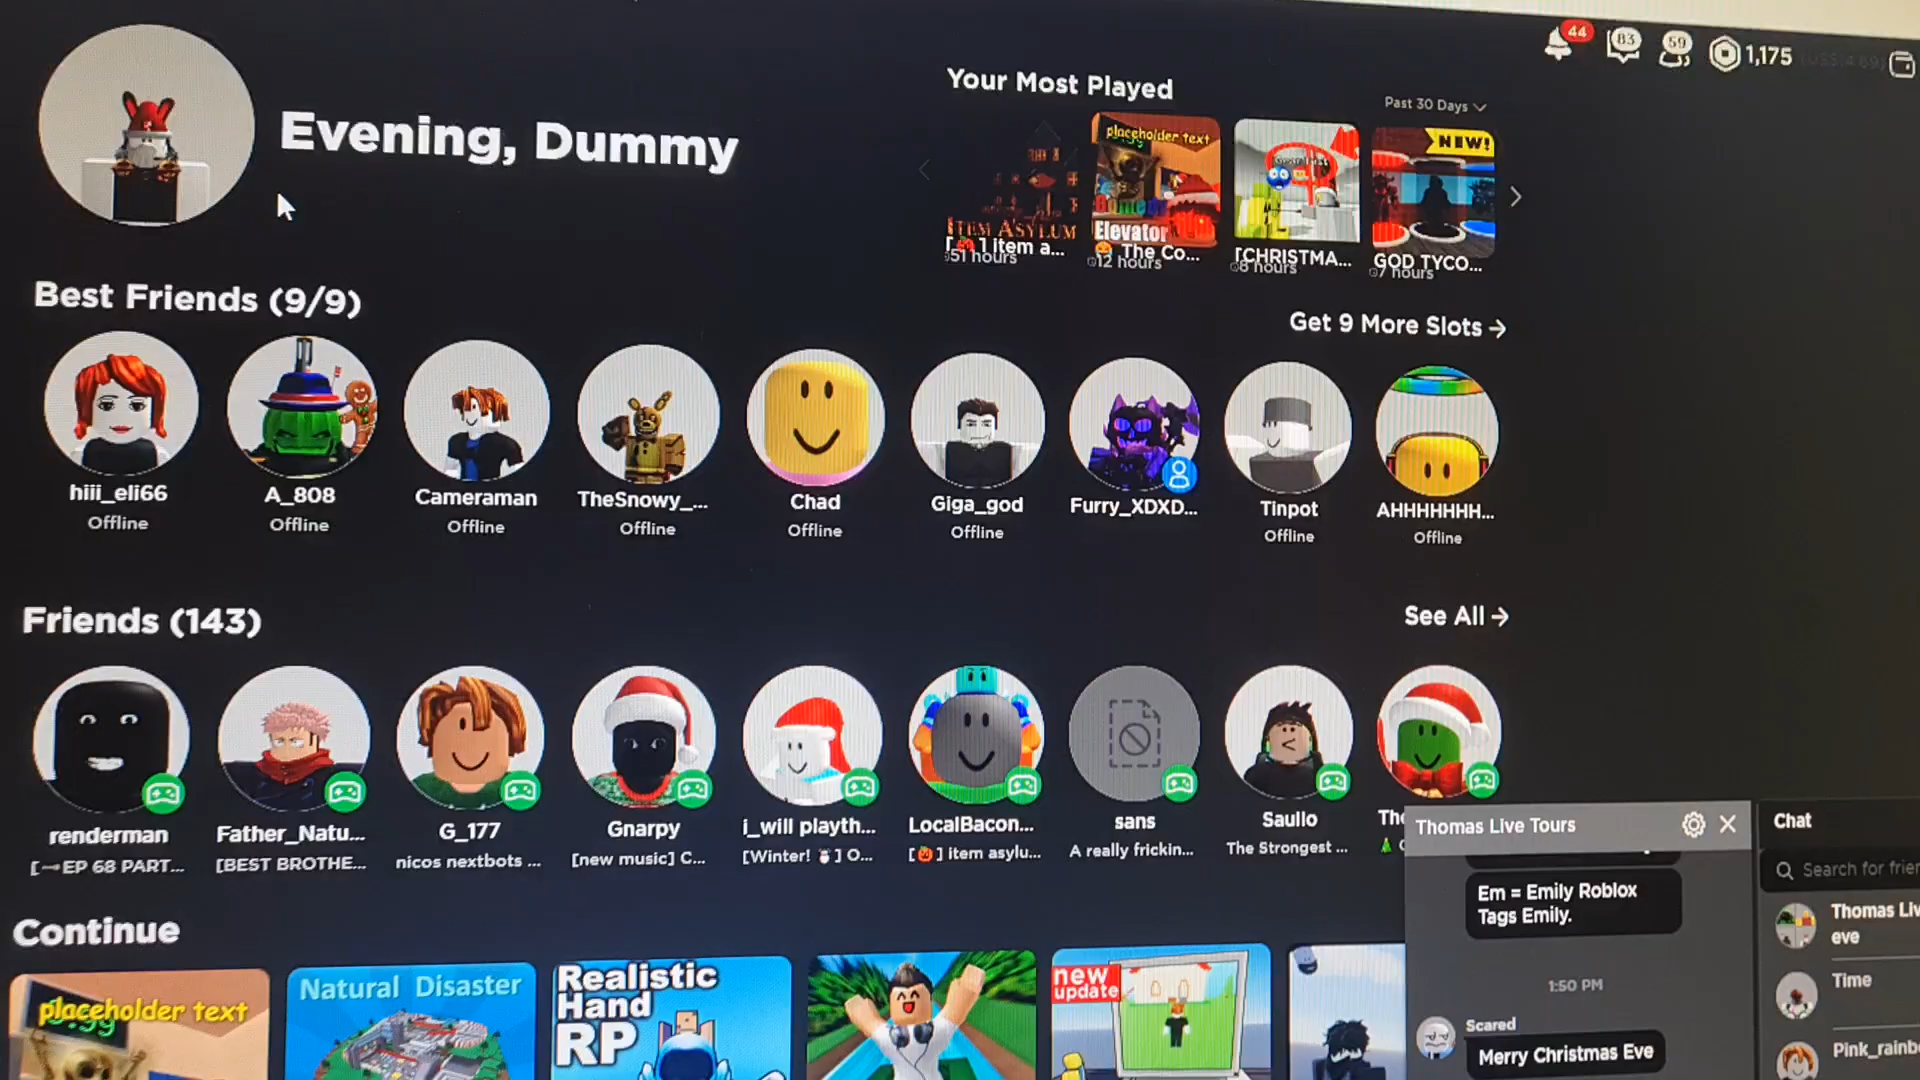 44
83
59
1,175
Your Most Played
Past 30 Days
Evening, Dummy
placeholder text
Elevator
NEW!
ITEM ASYLUM
[🍎] item a...
51 hours
🎃 The Co...
12 hours
[CHRISTMA...
8 hours
GOD TYCO...
7 hours
Best Friends (9/9)
Get 9 More Slots →
hiii_eli66
Offline
A_808
Offline
Cameraman
Offline
TheSnowy_...
Offline
Chad
Offline
Giga_god
Offline
Furry_XDXD...
Tinpot
Offline
AHHHHHHH...
Offline
Friends (143)
See All →
renderman
EP 68 PART...
Father_Natu...
[BEST BROTHE...
G_177
nicos nextbots ...
Gnarpy
[new music] C...
i_will playth...
[Winter! ☃️] O...
LocalBacon...
[🎃] item asylu...
sans
A really frickin...
Saullo
The Strongest ...
Thomas Live Tours
Em = Emily Roblox
Tags Emily.
1:50 PM
Scared
Merry Christmas Eve
Chat
Search for frien
Thomas Liv
eve
Time
Pink_rainb
Continue
placeholder text
Natural Disaster
Realistic
Hand
RP
new
update